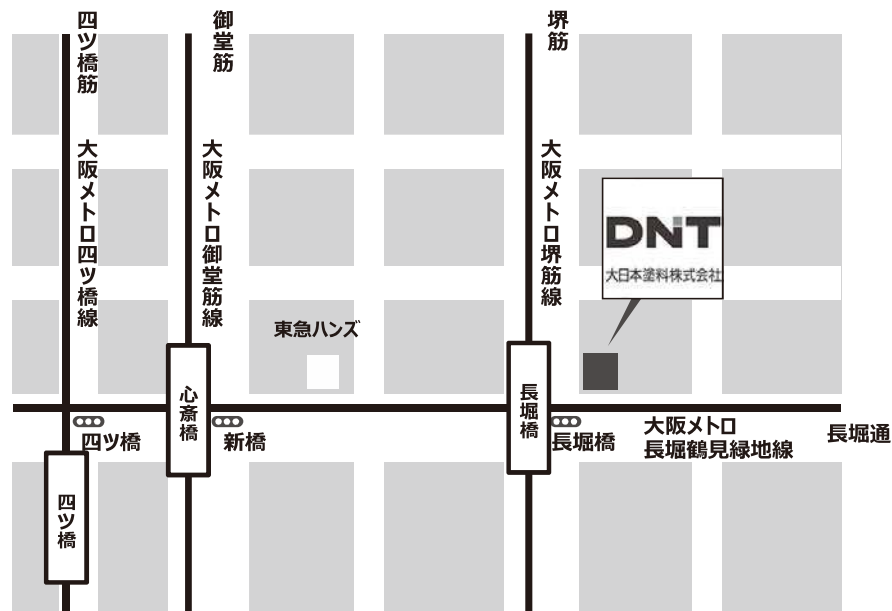 四ツ橋筋
御堂筋
堺筋
大阪メトロ四ツ橋線
大阪メトロ御堂筋線
大阪メトロ堺筋線
DNT
大日本塗料株式会社
東急ハンズ
心斎橋
長堀橋
四ツ橋
新橋
長堀橋
大阪メトロ
長堀鶴見緑地線
長堀通
四ツ橋